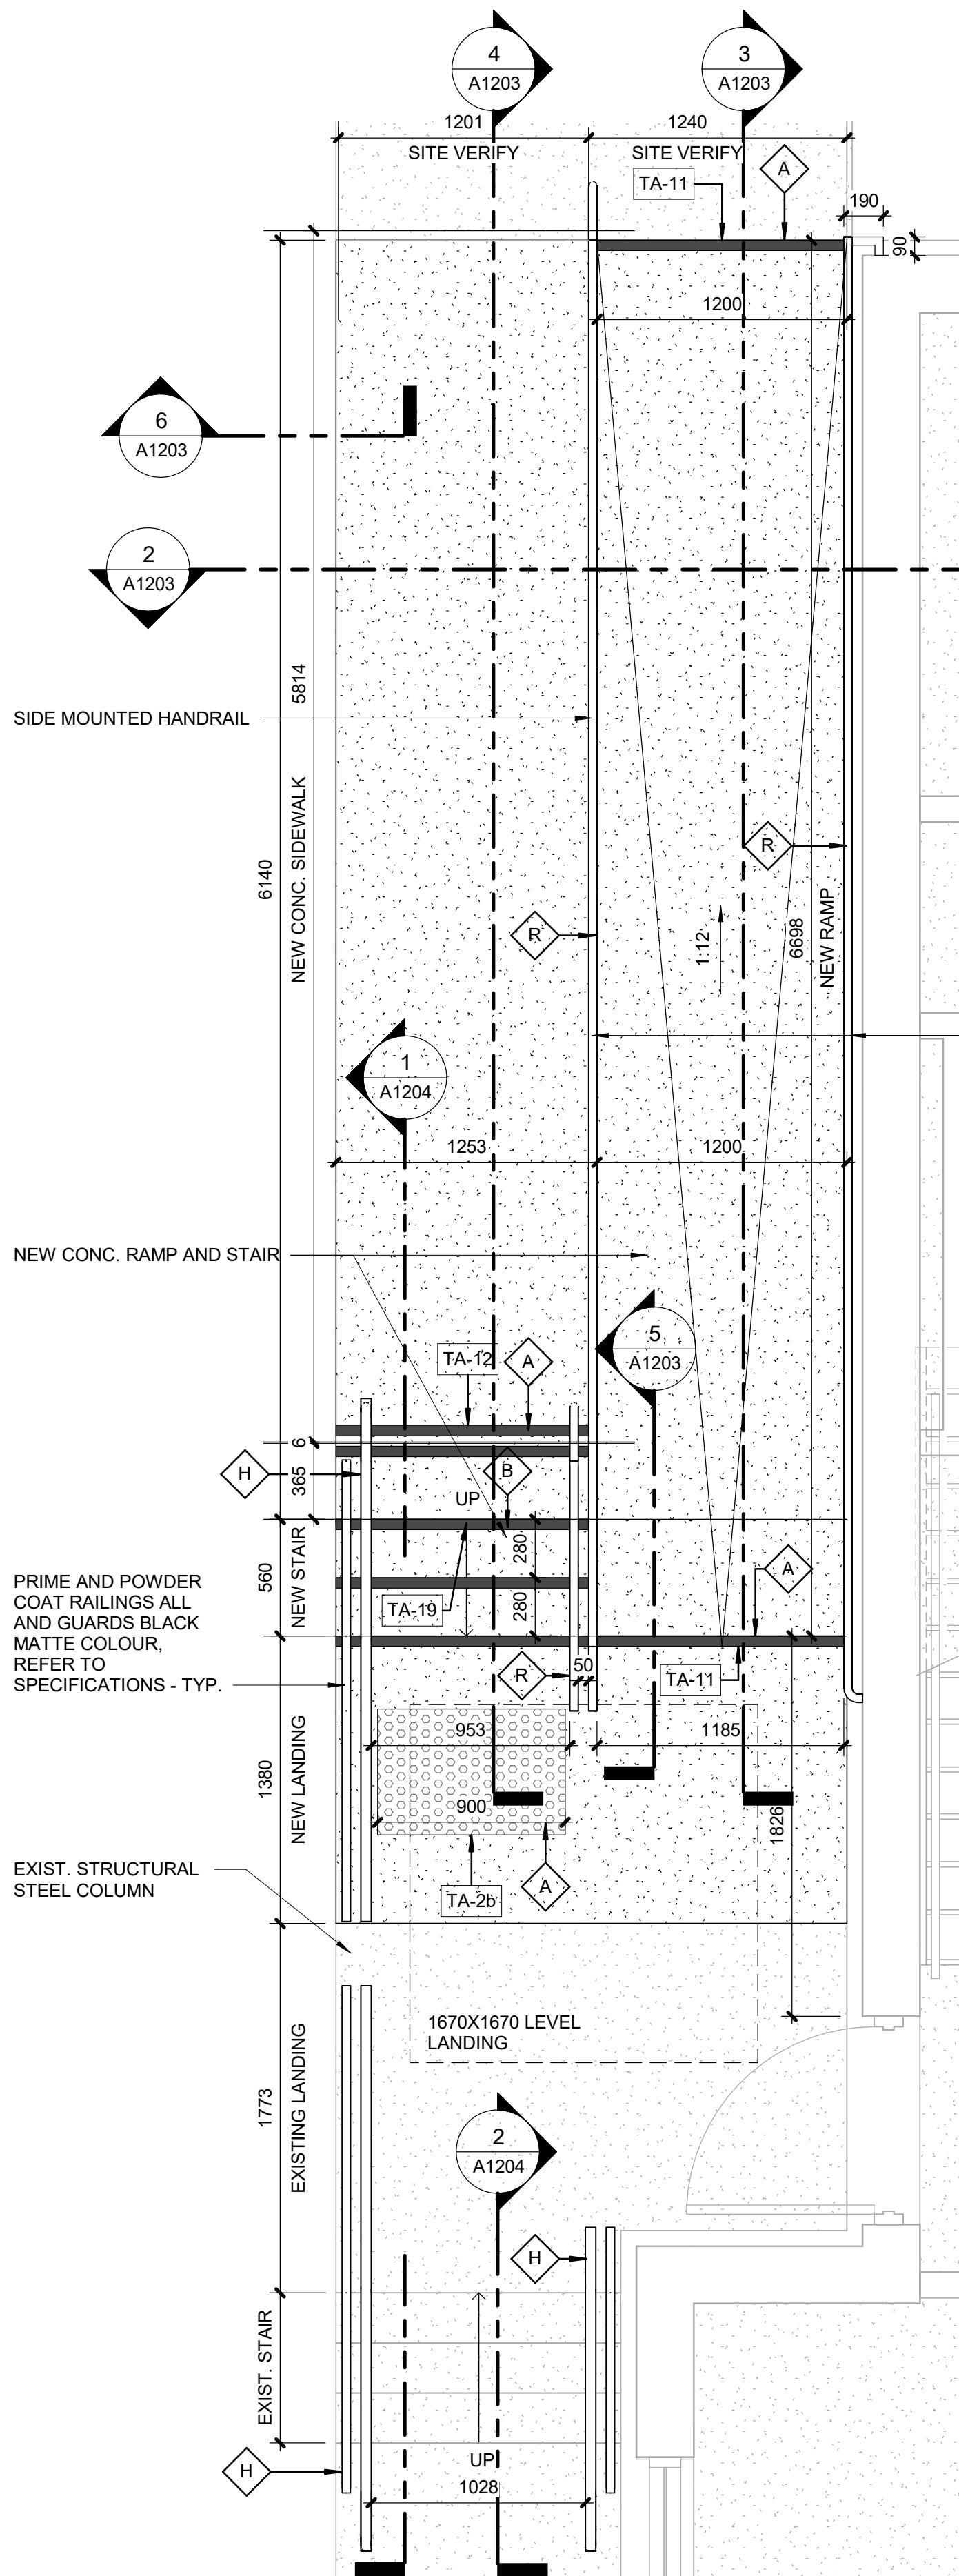 4
A1203
3
A1203
1201
1240
SITE VERIFY
SITE VERIFY
TA-11
A
190
90
1200
6
A1203
2
A1203
5814
SIDE MOUNTED HANDRAIL
6140
NEW CONC. SIDEWALK
R
R
1:12
6698
NEW RAMP
1
A1204
1253
1200
NEW CONC. RAMP AND STAIR
5
A1203
TA-12
A
6
H
365
B
UP
280
560
NEW STAIR
280
A
TA-19
PRIME AND POWDER
COAT RAILINGS ALL
AND GUARDS BLACK
MATTE COLOUR,
REFER TO
SPECIFICATIONS - TYP.
R
50
TA-11
953
1185
1380
NEW LANDING
900
1826
EXIST. STRUCTURAL
STEEL COLUMN
TA-2b
A
1670X1670 LEVEL
LANDING
1773
EXISTING LANDING
2
A1204
H
EXIST. STAIR
H
UP
1028